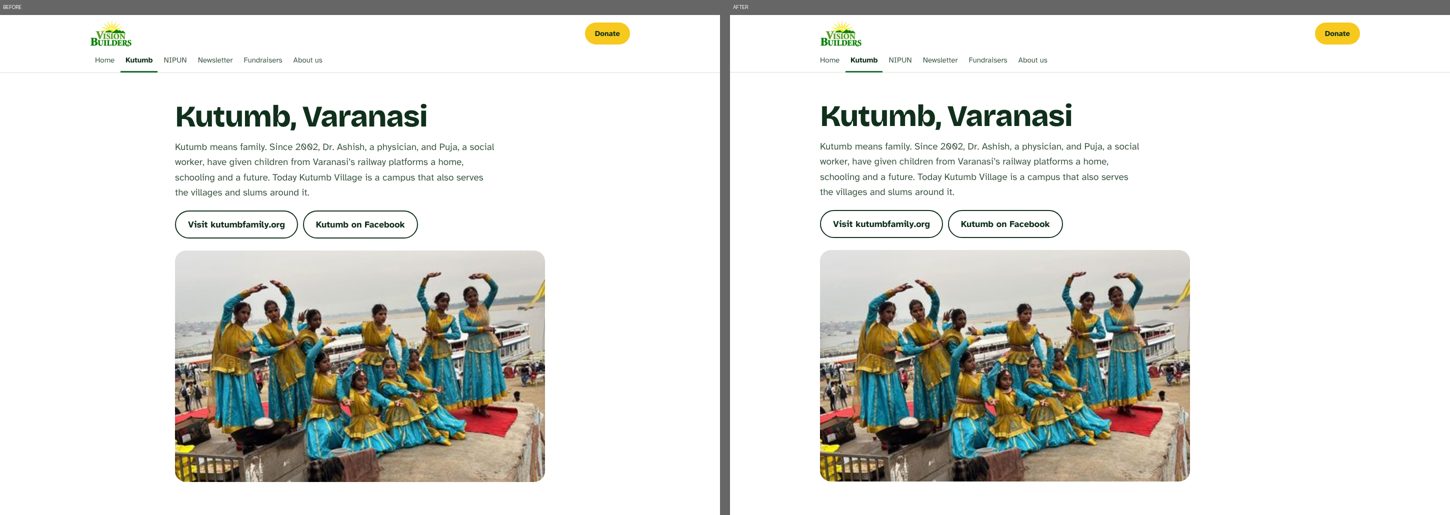 BEFORE
VISION
BUILDERS
Donate
Home Kutumb NIPUN Newsletter Fundraisers About us
Kutumb, Varanasi
Kutumb means family. Since 2002, Dr. Ashish, a physician, and Puja, a social
worker, have given children from Varanasi's railway platforms a home,
schooling and a future. Today Kutumb Village is a campus that also serves
the villages and slums around it.
Visit kutumbfamily.org Kutumb on Facebook
AFTER
VISION
BUILDERS
Donate
Home Kutumb NIPUN Newsletter Fundraisers About us
Kutumb, Varanasi
Kutumb means family. Since 2002, Dr. Ashish, a physician, and Puja, a social
worker, have given children from Varanasi's railway platforms a home,
schooling and a future. Today Kutumb Village is a campus that also serves
the villages and slums around it.
Visit kutumbfamily.org Kutumb on Facebook